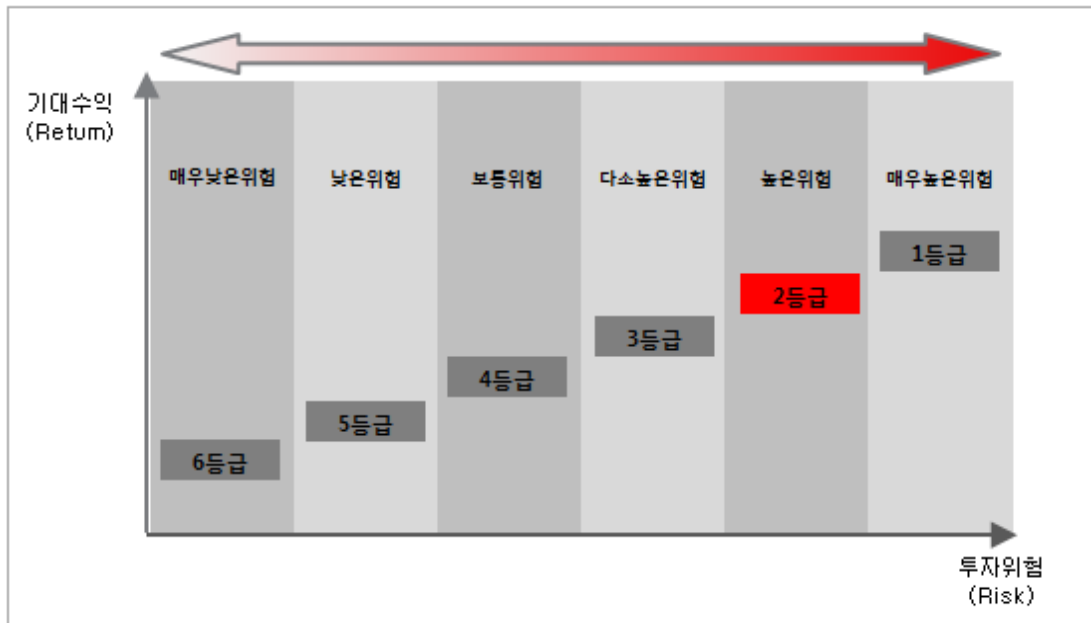 기대수익
(Retum)
매우낮은위험
낮은위험
보통위험
다소높은위험
높은위험
매우높은위험
1등급
2등급
3등급
4등급
5등급
6등급
투자위험
(Risk)